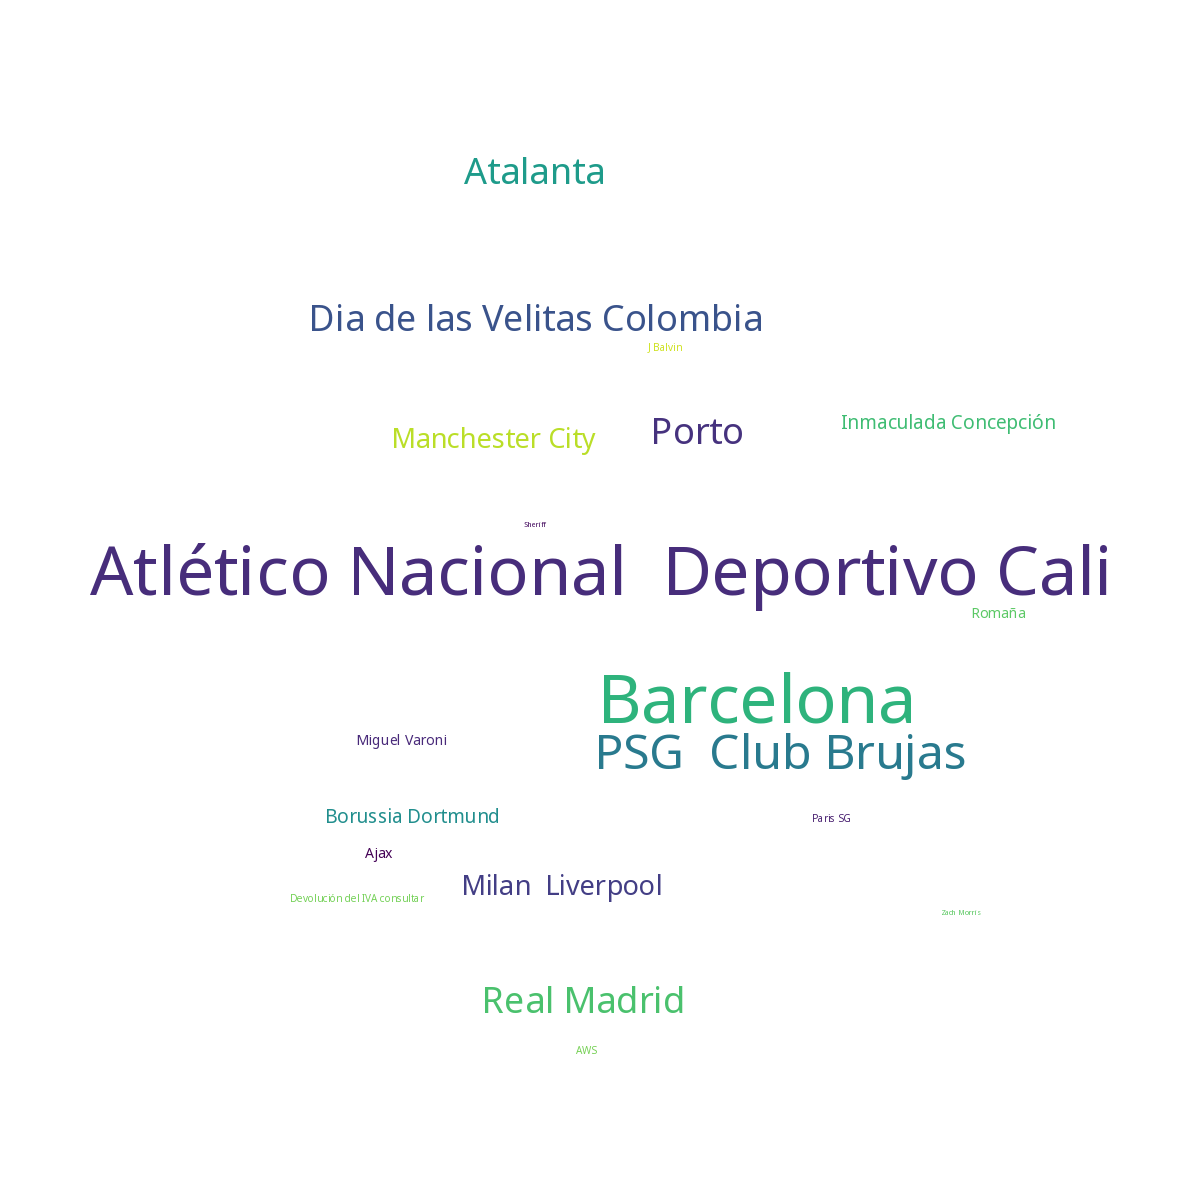 Atalanta
Dia de las Velitas Colombia
J Balvin
Inmaculada Concepción
Manchester City
Porto
Sheriff
Atlético Nacional  Deportivo Cali
Romaña
Barcelona
PSG  Club Brujas
Miguel Varoni
Borussia Dortmund
Paris SG
Ajax
Milan  Liverpool
Devolución del IVA consultar
Zach Morris
Real Madrid
AWS